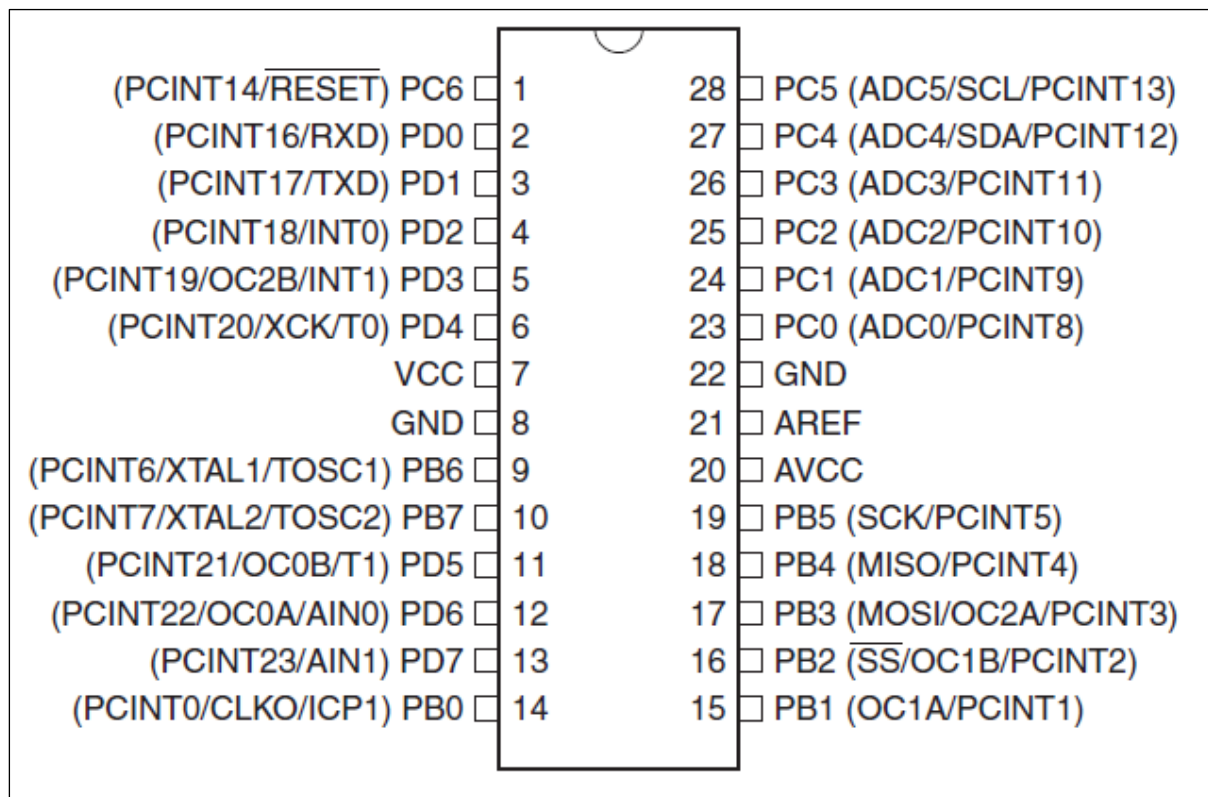 (PCINT14/RESET) PC6 1 28 PC5 (ADC5/SCL/PCINT13)
(PCINT16/RXD) PD0 2 27 PC4 (ADC4/SDA/PCINT12)
(PCINT17/TXD) PD1 3 26 PC3 (ADC3/PCINT11)
(PCINT18/INT0) PD2 4 25 PC2 (ADC2/PCINT10)
(PCINT19/OC2B/INT1) PD3 5 24 PC1 (ADC1/PCINT9)
(PCINT20/XCK/T0) PD4 6 23 PC0 (ADC0/PCINT8)
VCC 7 22 GND
GND 8 21 AREF
(PCINT6/XTAL1/TOSC1) PB6 9 20 AVCC
(PCINT7/XTAL2/TOSC2) PB7 10 19 PB5 (SCK/PCINT5)
(PCINT21/OC0B/T1) PD5 11 18 PB4 (MISO/PCINT4)
(PCINT22/OC0A/AIN0) PD6 12 17 PB3 (MOSI/OC2A/PCINT3)
(PCINT23/AIN1) PD7 13 16 PB2 (SS/OC1B/PCINT2)
(PCINT0/CLKO/ICP1) PB0 14 15 PB1 (OC1A/PCINT1)